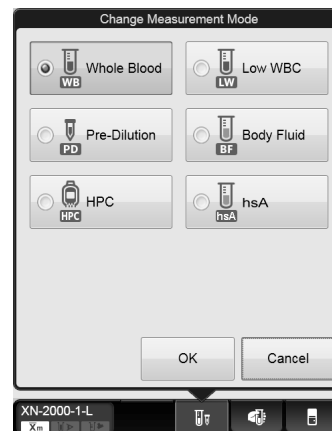 Change Measurement Mode
Whole Blood
WB
Low WBC
LW
Pre-Dilution
PD
Body Fluid
BF
HPC
HPC
hsA
hsA
OK
Cancel
XN-2000-1-L
Xm